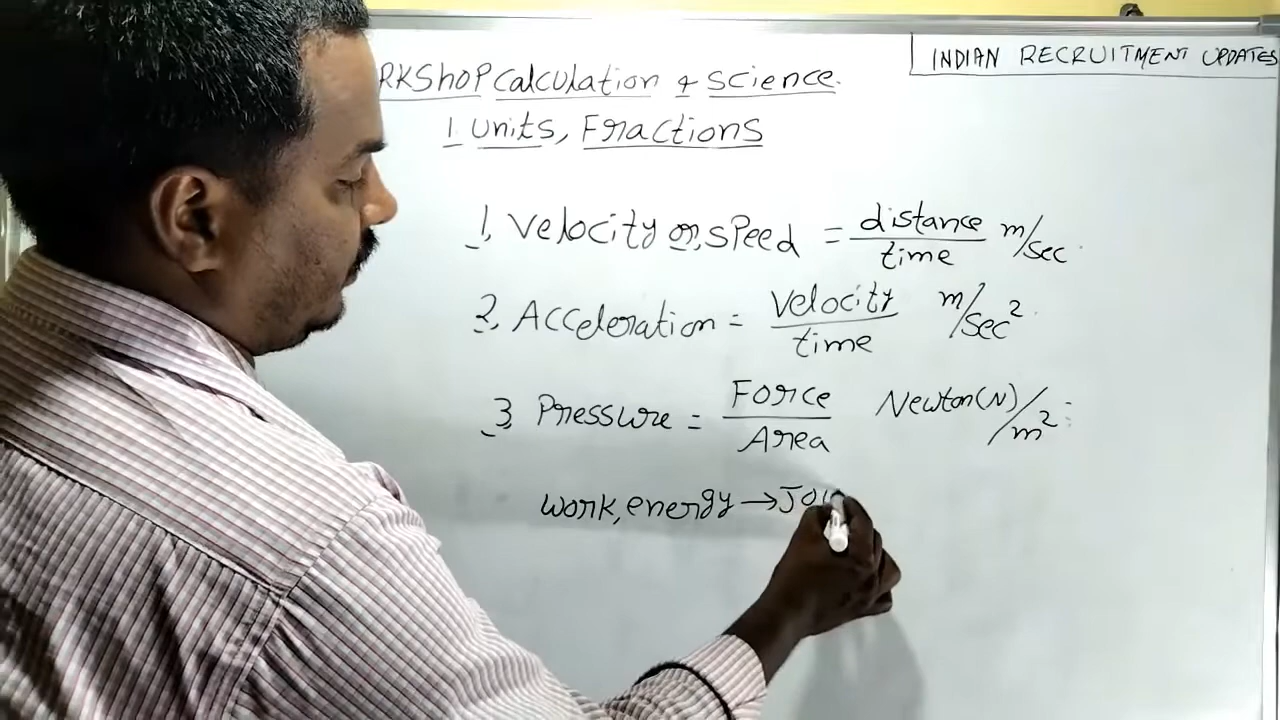 INDIAN RECRUITMENT UPDATES
RKShoP Calculation & Science.
1. Units, Fractions
1, Velocity or, speed = distance / time m/sec.
2, Acceleration = velocity / time m/sec²
3, Pressure = Force / Area Newton(N)/m²
work, energy → Jou